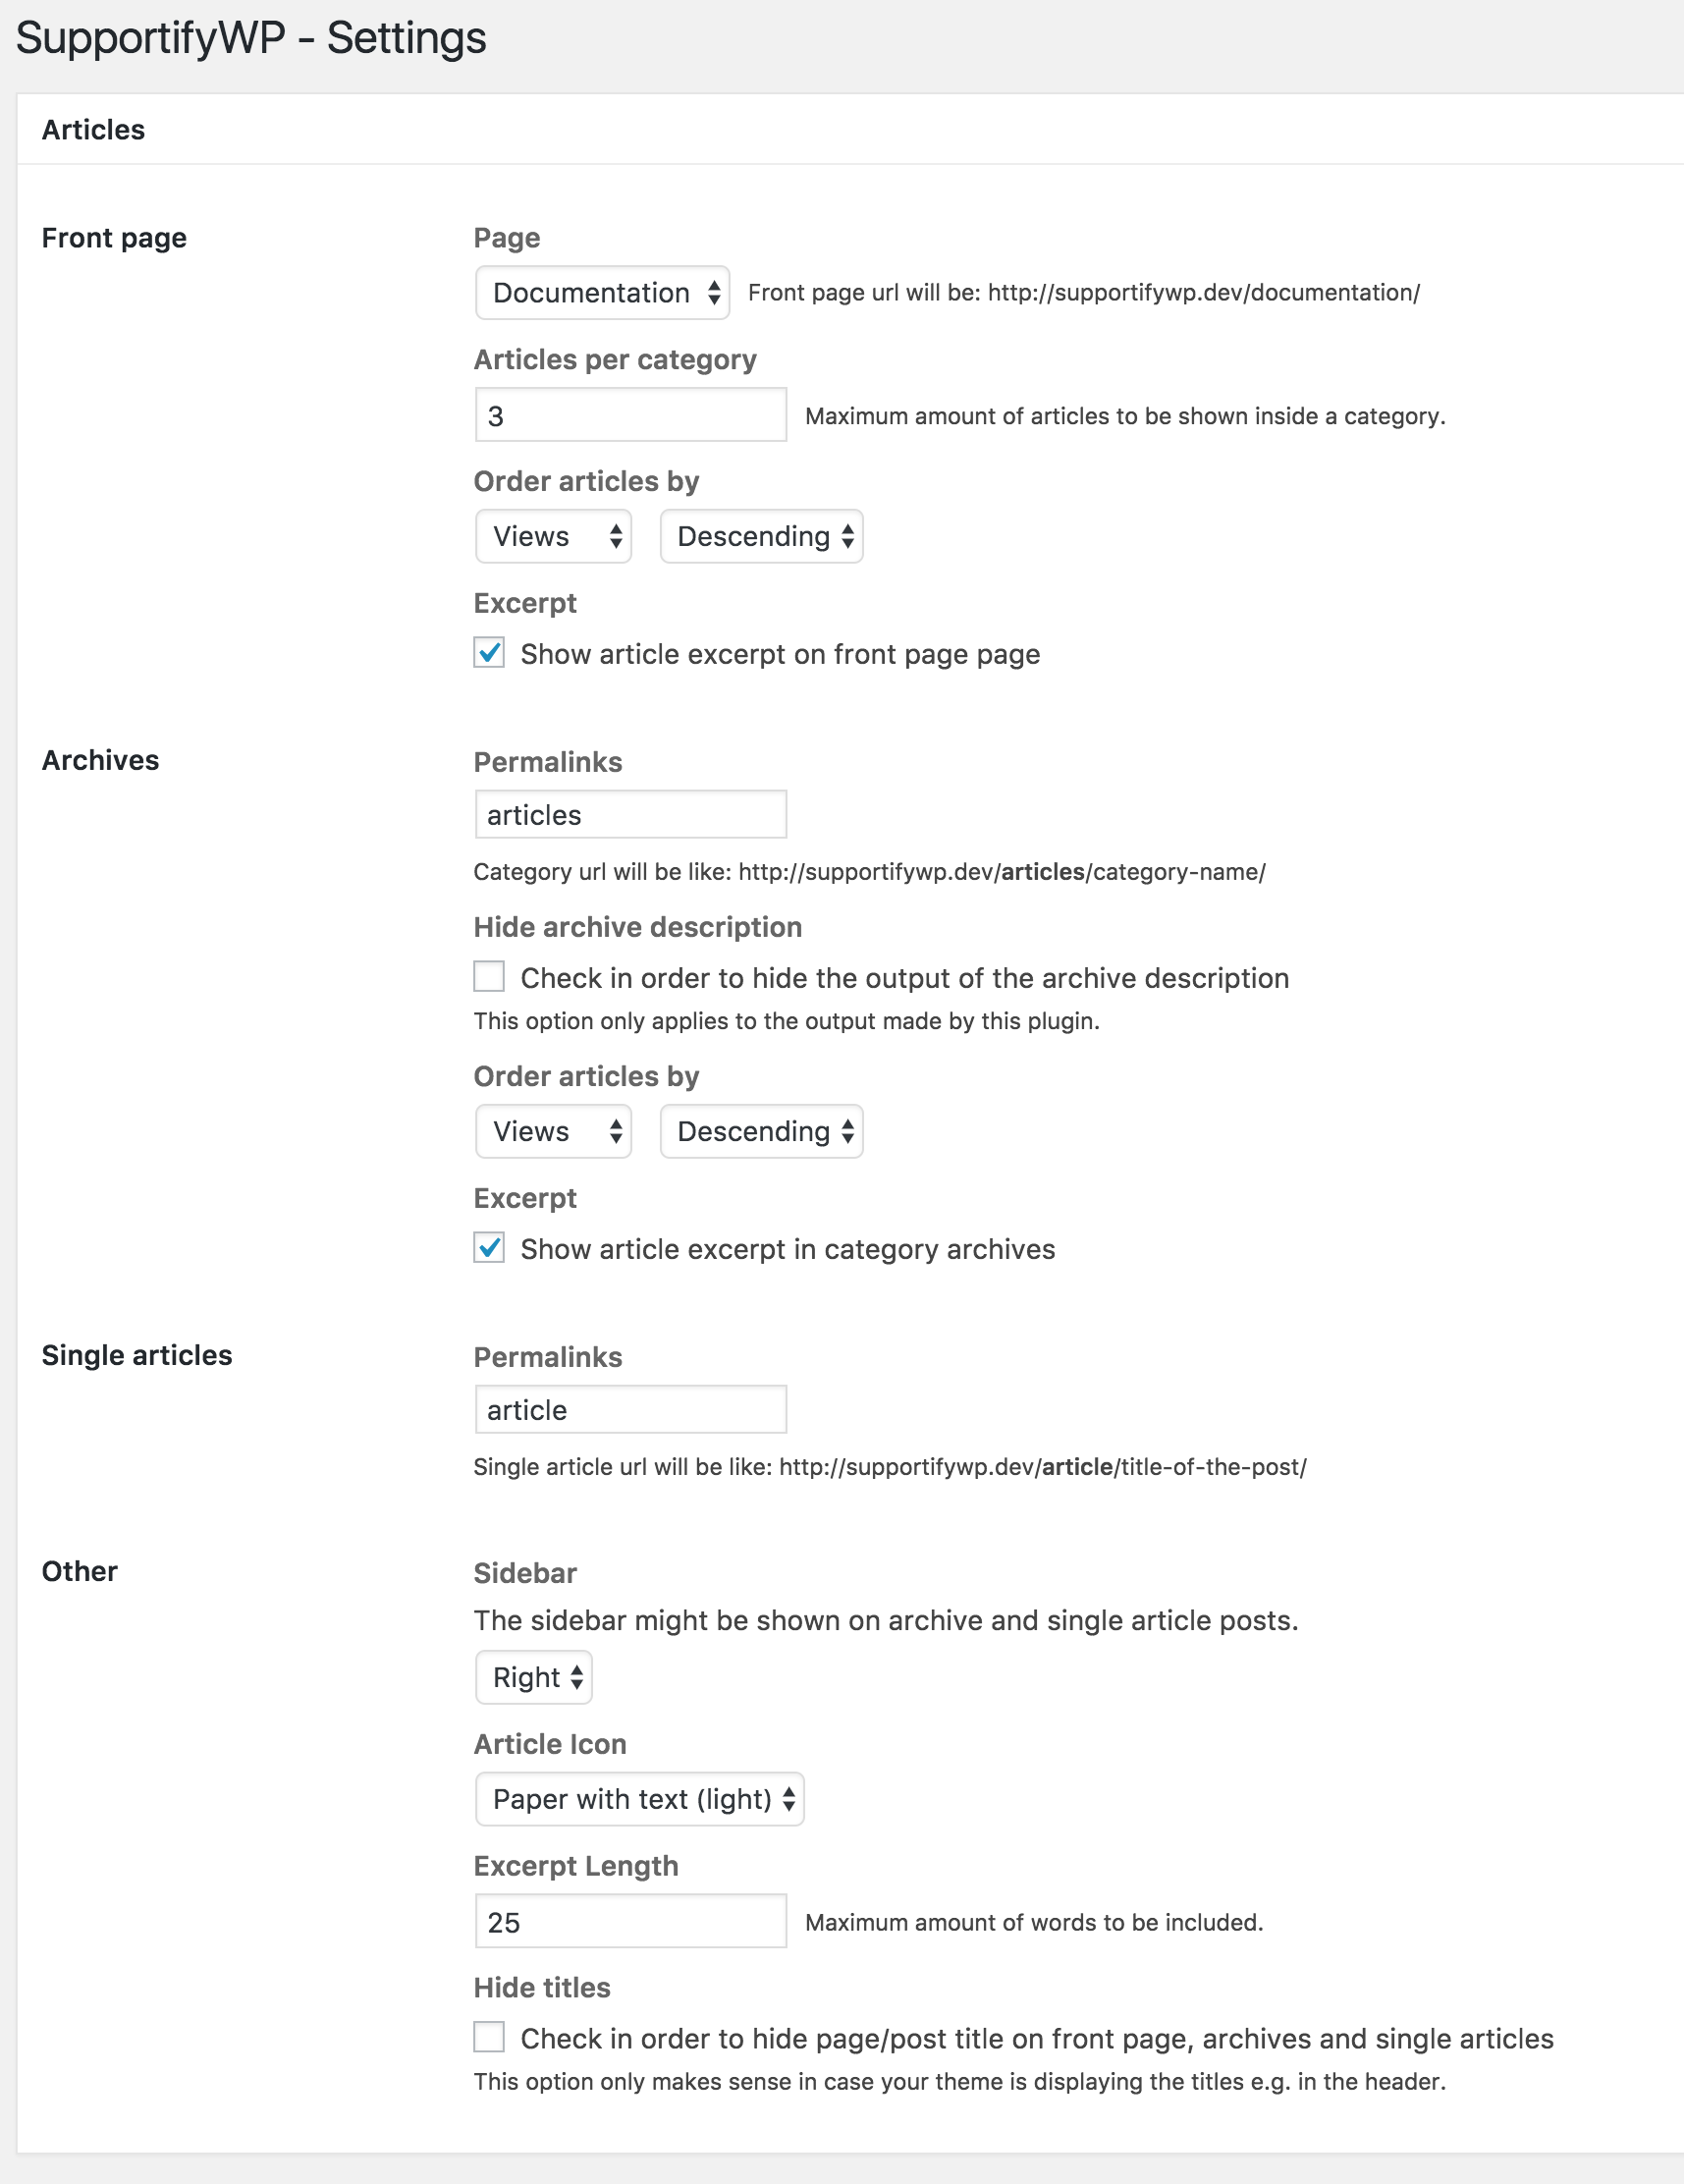 SupportifyWP - Settings
Articles
Front page
Page
Documentation Front page url will be: http://supportifywp.dev/documentation/
Articles per category
3 Maximum amount of articles to be shown inside a category.
Order articles by
Views Descending
Excerpt
Show article excerpt on front page page
Archives
Permalinks
articles
Category url will be like: http://supportifywp.dev/articles/category-name/
Hide archive description
Check in order to hide the output of the archive description
This option only applies to the output made by this plugin.
Order articles by
Views Descending
Excerpt
Show article excerpt in category archives
Single articles
Permalinks
article
Single article url will be like: http://supportifywp.dev/article/title-of-the-post/
Other
Sidebar
The sidebar might be shown on archive and single article posts.
Right
Article Icon
Paper with text (light)
Excerpt Length
25 Maximum amount of words to be included.
Hide titles
Check in order to hide page/post title on front page, archives and single articles
This option only makes sense in case your theme is displaying the titles e.g. in the header.